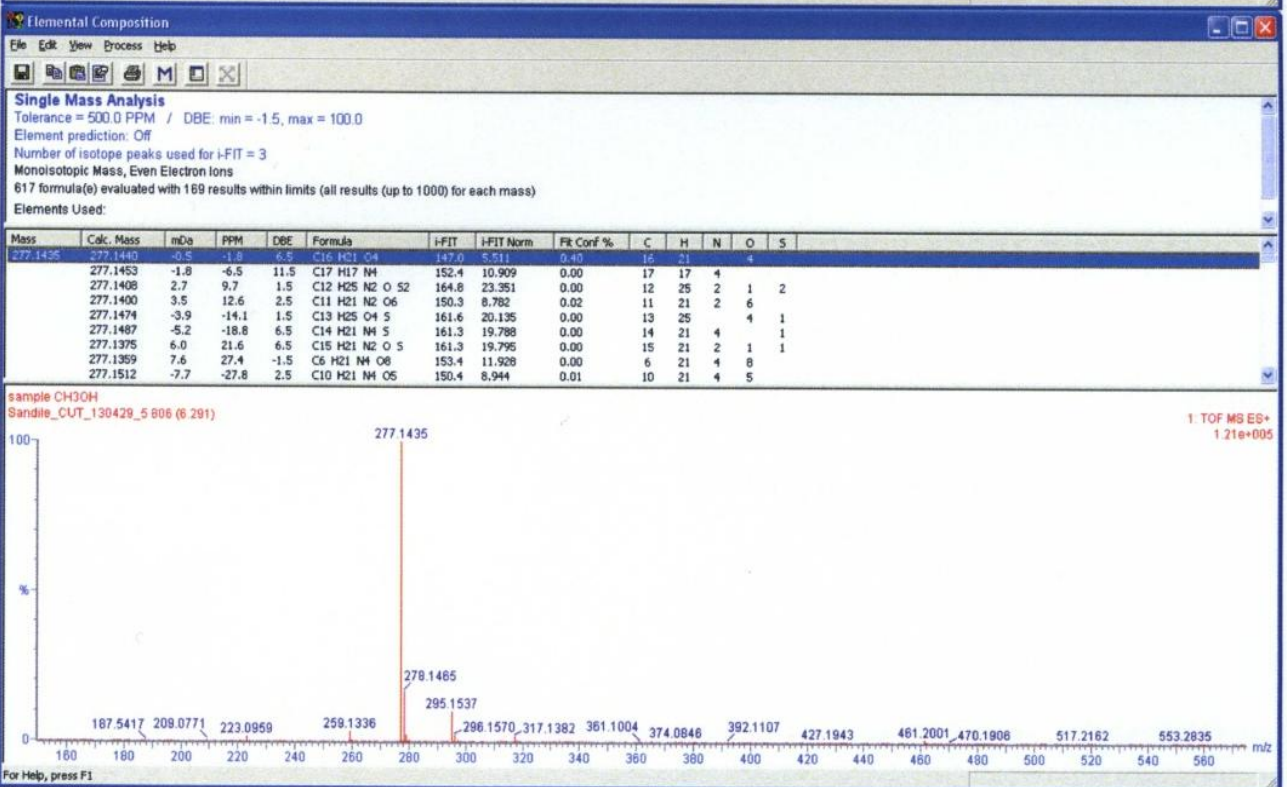 Elemental Composition
File Edit View Process Help
Single Mass Analysis
Tolerance = 500.0 PPM / DBE: min = -1.5, max = 100.0
Element prediction: Off
Number of isotope peaks used for i-FIT = 3
Monoisotopic Mass, Even Electron Ions
617 formula(e) evaluated with 169 results within limits (all results (up to 1000) for each mass)
Elements Used:
Mass Calc. Mass mDa PPM DBE Formula i-FIT i-FIT Norm Fit Conf % C H N O S
277.1435 277.1440 -0.5 -1.8 6.5 C16 H21 O4 147.0 5.511 0.40 16 21 4
277.1453 -1.8 -6.5 11.5 C17 H17 N4 152.4 10.909 0.00 17 17 4
277.1408 2.7 9.7 1.5 C12 H25 N2 O S2 164.8 23.351 0.00 12 25 2 1 2
277.1400 3.5 12.6 2.5 C11 H21 N2 O6 150.3 8.782 0.02 11 21 2 6
277.1474 -3.9 -14.1 1.5 C13 H25 O4 S 161.6 20.135 0.00 13 25 4 1
277.1487 -5.2 -18.8 6.5 C14 H21 N4 S 161.3 19.788 0.00 14 21 4 1
277.1375 6.0 21.6 6.5 C15 H21 N2 O S 161.3 19.795 0.00 15 21 2 1 1
277.1359 7.6 27.4 -1.5 C6 H21 N4 O8 153.4 11.928 0.00 6 21 4 8
277.1512 -7.7 -27.8 2.5 C10 H21 N4 O5 150.4 8.944 0.01 10 21 4 5
sample CH3OH
Sandile_CUT_130429_5 806 (6.291)
1: TOF MS ES+
1.21e+005
100
277.1435
%
278.1465
295.1537
187.5417 209.0771 223.0959 259.1336 296.1570 317.1382 361.1004 374.0846 392.1107 427.1943 461.2001 470.1906 517.2162 553.2835
0
160 180 200 220 240 260 280 300 320 340 360 380 400 420 440 460 480 500 520 540 560 m/z
For Help, press F1